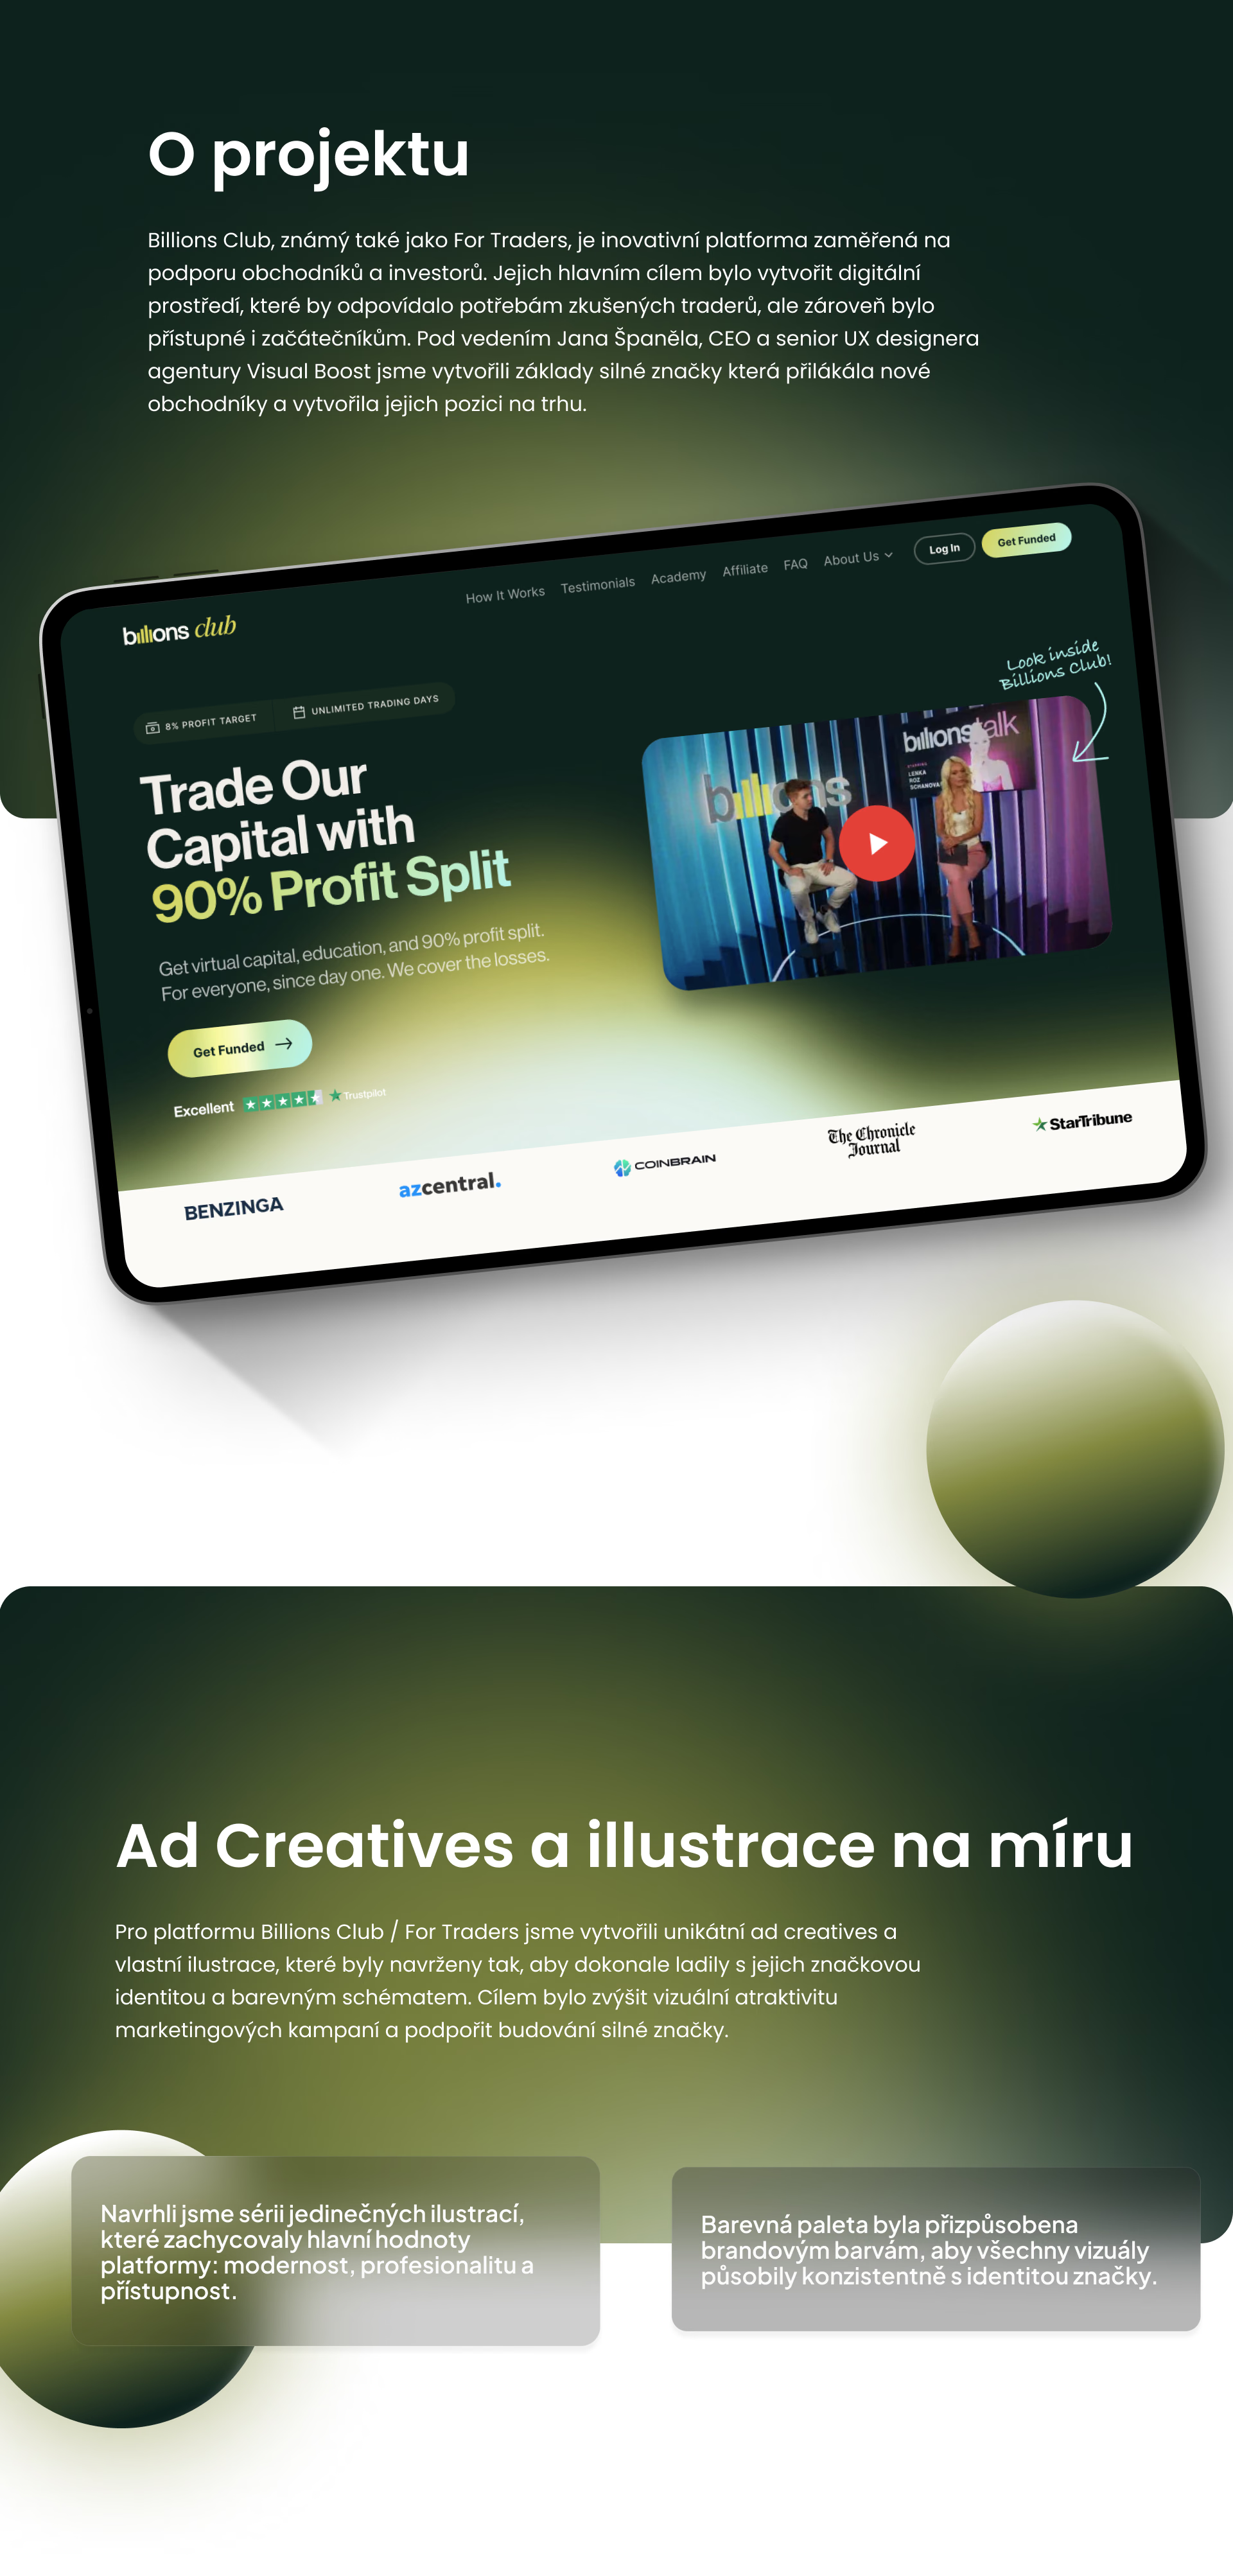 O projektu
Billions Club, známý také jako For Traders, je inovativní platforma zaměřená na
podporu obchodníků a investorů. Jejich hlavním cílem bylo vytvořit digitální
prostředí, které by odpovídalo potřebám zkušených traderů, ale zároveň bylo
přístupné i začátečníkům. Pod vedením Jana Španěla, CEO a senior UX designera
agentury Visual Boost jsme vytvořili základy silné značky která přilákála nové
obchodníky a vytvořila jejich pozici na trhu.
billions club
How It Works Testimonials Academy Affiliate FAQ About Us Log In Get Funded
8% PROFIT TARGET UNLIMITED TRADING DAYS
Look inside
Billions Club!
Trade Our
Capital with
90% Profit Split
billions
billionstalk
LENKA
ROZ
SCHANOVA
Get virtual capital, education, and 90% profit split.
For everyone, since day one. We cover the losses.
Get Funded
Excellent Trustpilot
BENZINGA
azcentral.
COINBRAIN
The Chronicle
Journal
StarTribune
Ad Creatives a illustrace na míru
Pro platformu Billions Club / For Traders jsme vytvořili unikátní ad creatives a
vlastní ilustrace, které byly navrženy tak, aby dokonale ladily s jejich značkovou
identitou a barevným schématem. Cílem bylo zvýšit vizuální atraktivitu
marketingových kampaní a podpořit budování silné značky.
Navrhli jsme sérii jedinečných ilustrací,
které zachycovaly hlavní hodnoty
platformy: modernost, profesionalitu a
přístupnost.
Barevná paleta byla přizpůsobena
brandovým barvám, aby všechny vizuály
působily konzistentně s identitou značky.